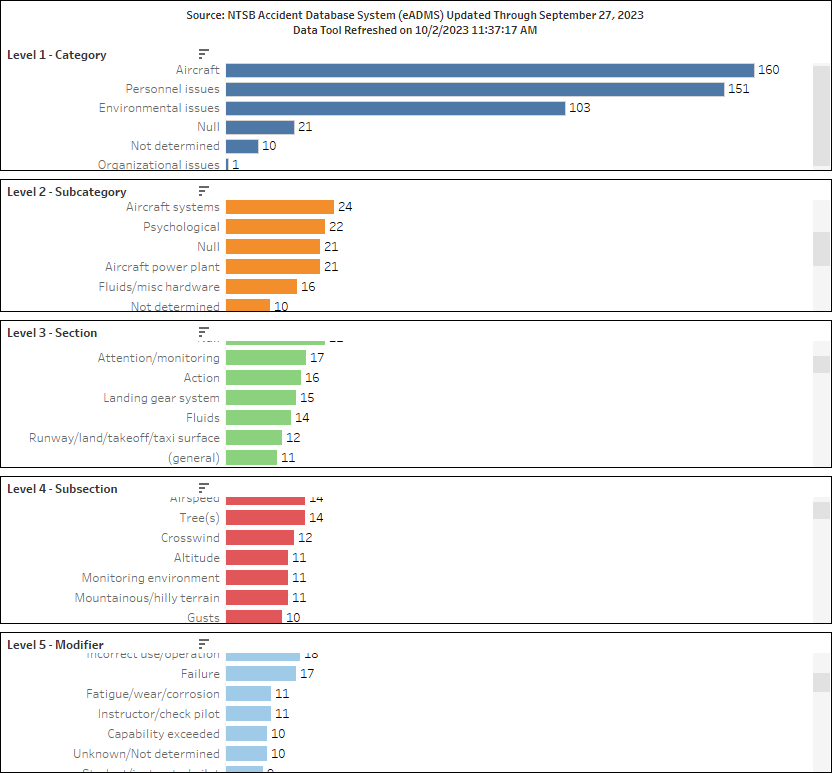 Source: NTSB Accident Database System (eADMS) Updated Through September 27, 2023
Data Tool Refreshed on 10/2/2023 11:37:17 AM
Level 1 - Category
Aircraft 160
Personnel issues 151
Environmental issues 103
Null 21
Not determined 10
Organizational issues 1
Level 2 - Subcategory
Aircraft systems 24
Psychological 22
Null 21
Aircraft power plant 21
Fluids/misc hardware 16
Not determined 10
Level 3 - Section
Attention/monitoring 17
Action 16
Landing gear system 15
Fluids 14
Runway/land/takeoff/taxi surface 12
(general) 11
Level 4 - Subsection
Airspeed 14
Tree(s) 14
Crosswind 12
Altitude 11
Monitoring environment 11
Mountainous/hilly terrain 11
Gusts 10
Level 5 - Modifier
Incorrect use/operation 18
Failure 17
Fatigue/wear/corrosion 11
Instructor/check pilot 11
Capability exceeded 10
Unknown/Not determined 10